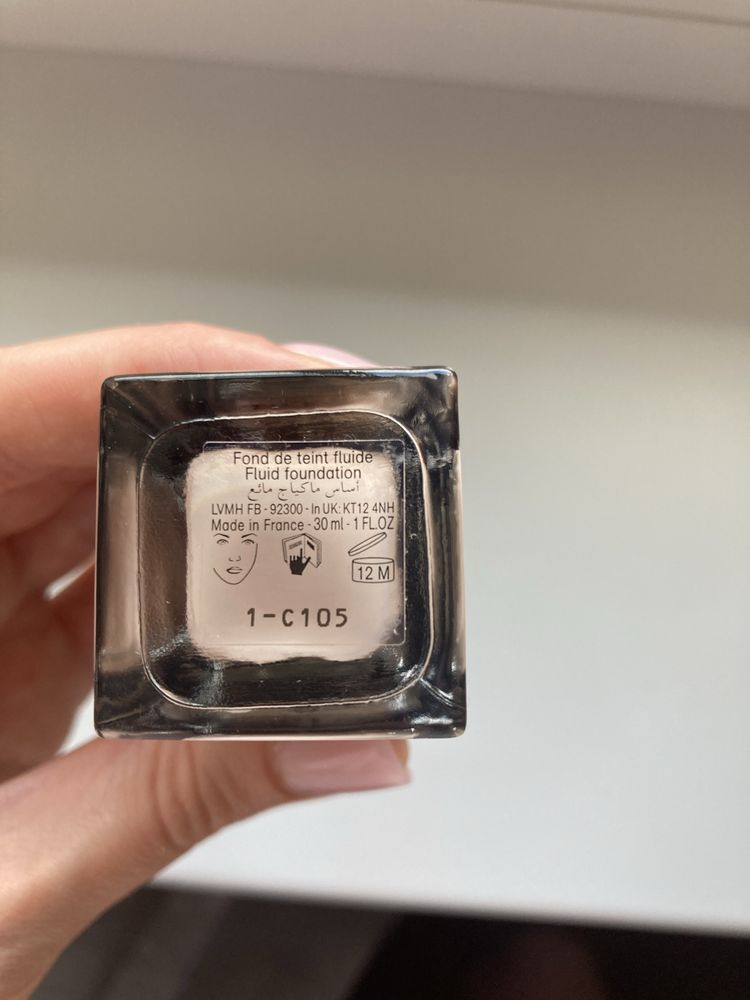 Fond de teint fluide
Fluid foundation
أساس ماكياج مائع
LVMH FB - 92300 - In UK: KT12 4NH
Made in France - 30 ml - 1 FL.OZ
12 M
1-C105